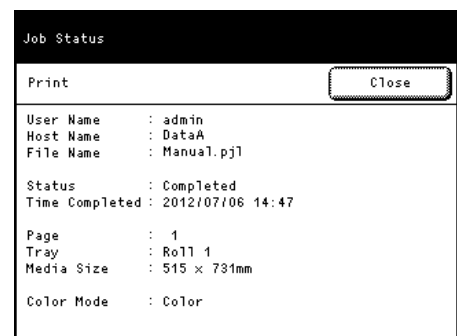 Job Status
Print Close
User Name : admin
Host Name : DataA
File Name : Manual.pjl
Status : Completed
Time Completed : 2012/07/06 14:47
Page : 1
Tray : Roll 1
Media Size : 515 × 731mm
Color Mode : Color